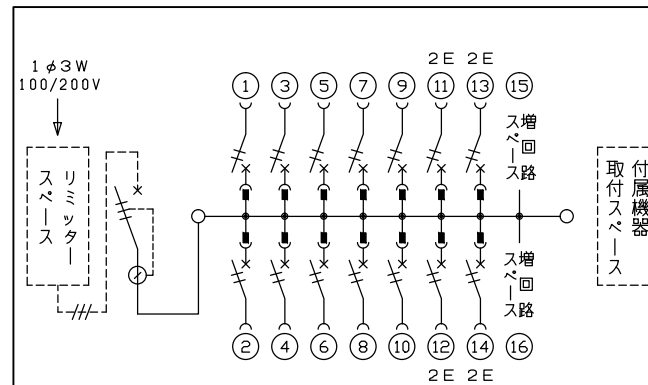 1φ3W
100/200V
リミッター
スペース
2E 2E
1 3 5 7 9 11 13 15
増回路
スペース
増回路
スペース
2 4 6 8 10 12 14 16
2E 2E
付属機器
取付スペース